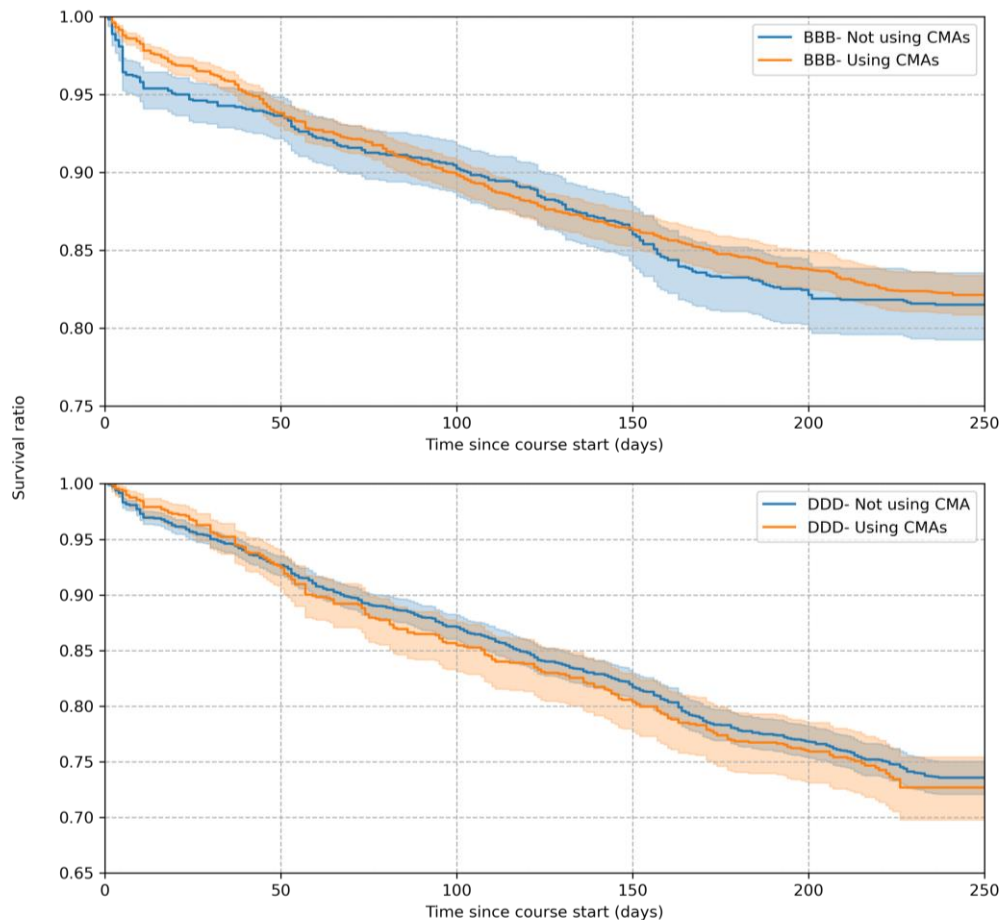 1.00
0.95
0.90
0.85
0.80
0.75
0 50 100 150 200 250
Time since course start (days)
BBB- Not using CMAs
BBB- Using CMAs
Survival ratio
1.00
0.95
0.90
0.85
0.80
0.75
0.70
0.65
0 50 100 150 200 250
Time since course start (days)
DDD- Not using CMA
DDD- Using CMAs